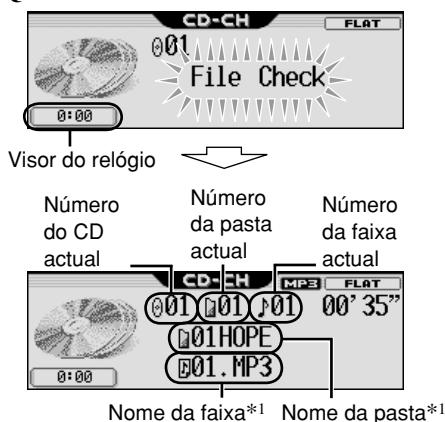 CD-CH FLAT
01
File Check
0:00
Visor do relógio
Número do CD actual
Número da pasta actual
Número da faixa actual
CD-CH MP3 FLAT
01 01 01 00' 35"
01HOPE
01.MP3
0:00
Nome da faixa*1 Nome da pasta*1